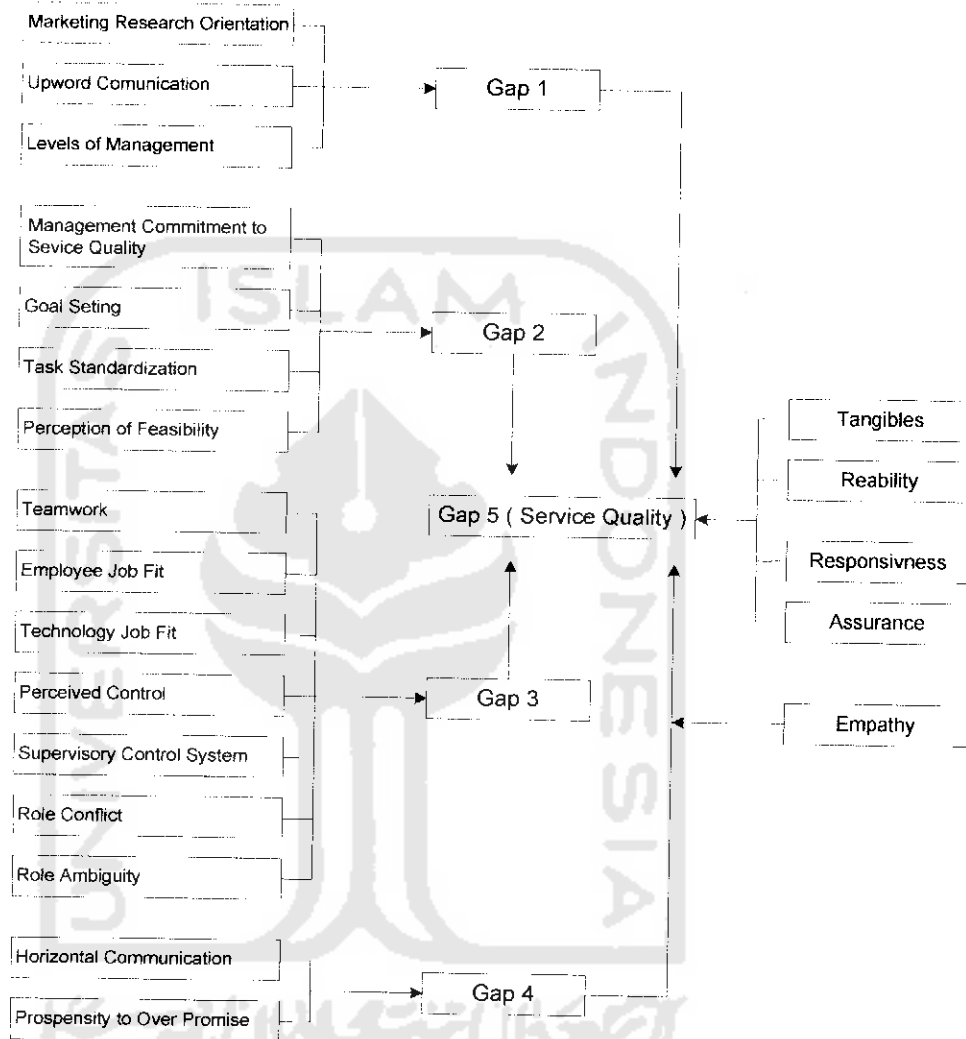 Marketing Research Orientation
Upword Comunication
Levels of Management
Gap 1
Management Commitment to
Sevice Quality
Goal Seting
Task Standardization
Perception of Feasibility
Gap 2
Teamwork
Employee Job Fit
Technology Job Fit
Perceived Control
Supervisory Control System
Role Conflict
Role Ambiguity
Gap 3
Horizontal Communication
Prospensity to Over Promise
Gap 4
Gap 5 ( Service Quality )
Tangibles
Reability
Responsivness
Assurance
Empathy
UNIVERSITAS
ISLAM
INDONESIA